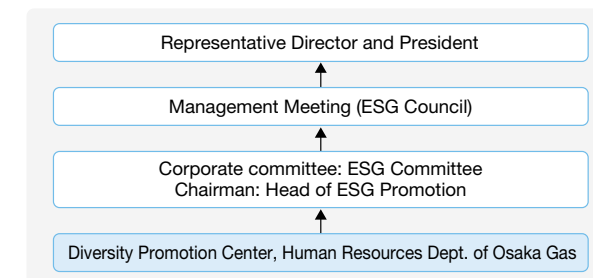 Representative Director and President
Management Meeting (ESG Council)
Corporate committee: ESG Committee
Chairman: Head of ESG Promotion
Diversity Promotion Center, Human Resources Dept. of Osaka Gas